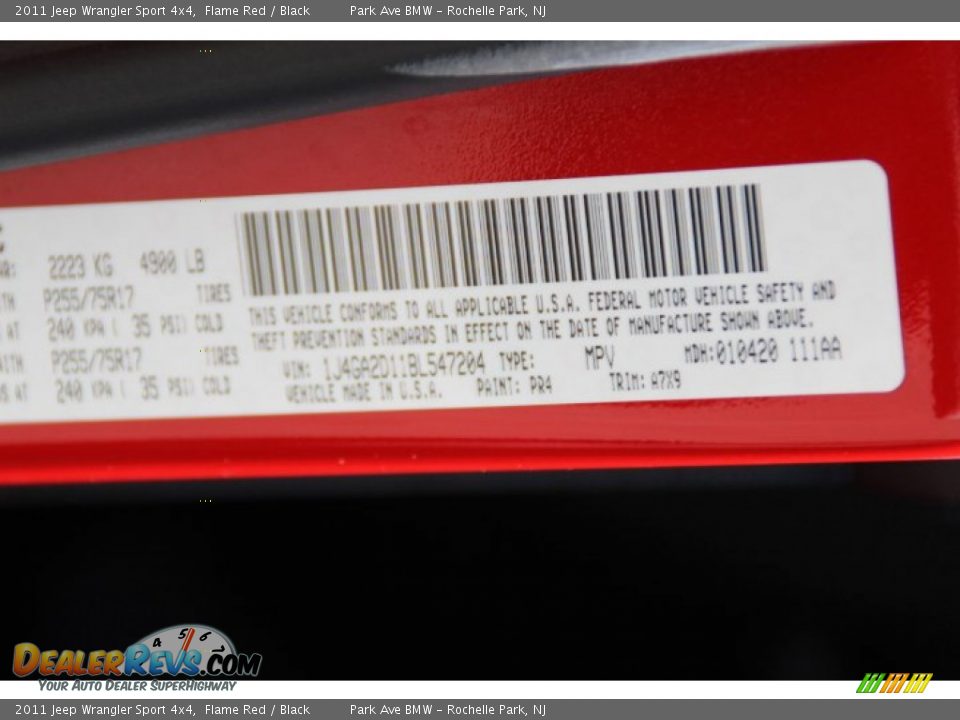 2011 Jeep Wrangler Sport 4x4, Flame Red / Black Park Ave BMW - Rochelle Park, NJ
2223 KG 4900 LB
P255/75R17 TIRES
240 KPA ( 35 PSI) COLD
P255/75R17 TIRES
240 KPA ( 35 PSI) COLD
THIS VEHICLE CONFORMS TO ALL APPLICABLE U.S.A. FEDERAL MOTOR VEHICLE SAFETY AND
THEFT PREVENTION STANDARDS IN EFFECT ON THE DATE OF MANUFACTURE SHOWN ABOVE.
VIN: 1J4GA2D11BL547204 TYPE: MPV MDH:010420 111AA
VEHICLE MADE IN U.S.A. PAINT: PR4 TRIM: A7X9
4 5 6
DEALERREVS.COM
YOUR AUTO DEALER SUPERHIGHWAY
2011 Jeep Wrangler Sport 4x4, Flame Red / Black Park Ave BMW - Rochelle Park, NJ